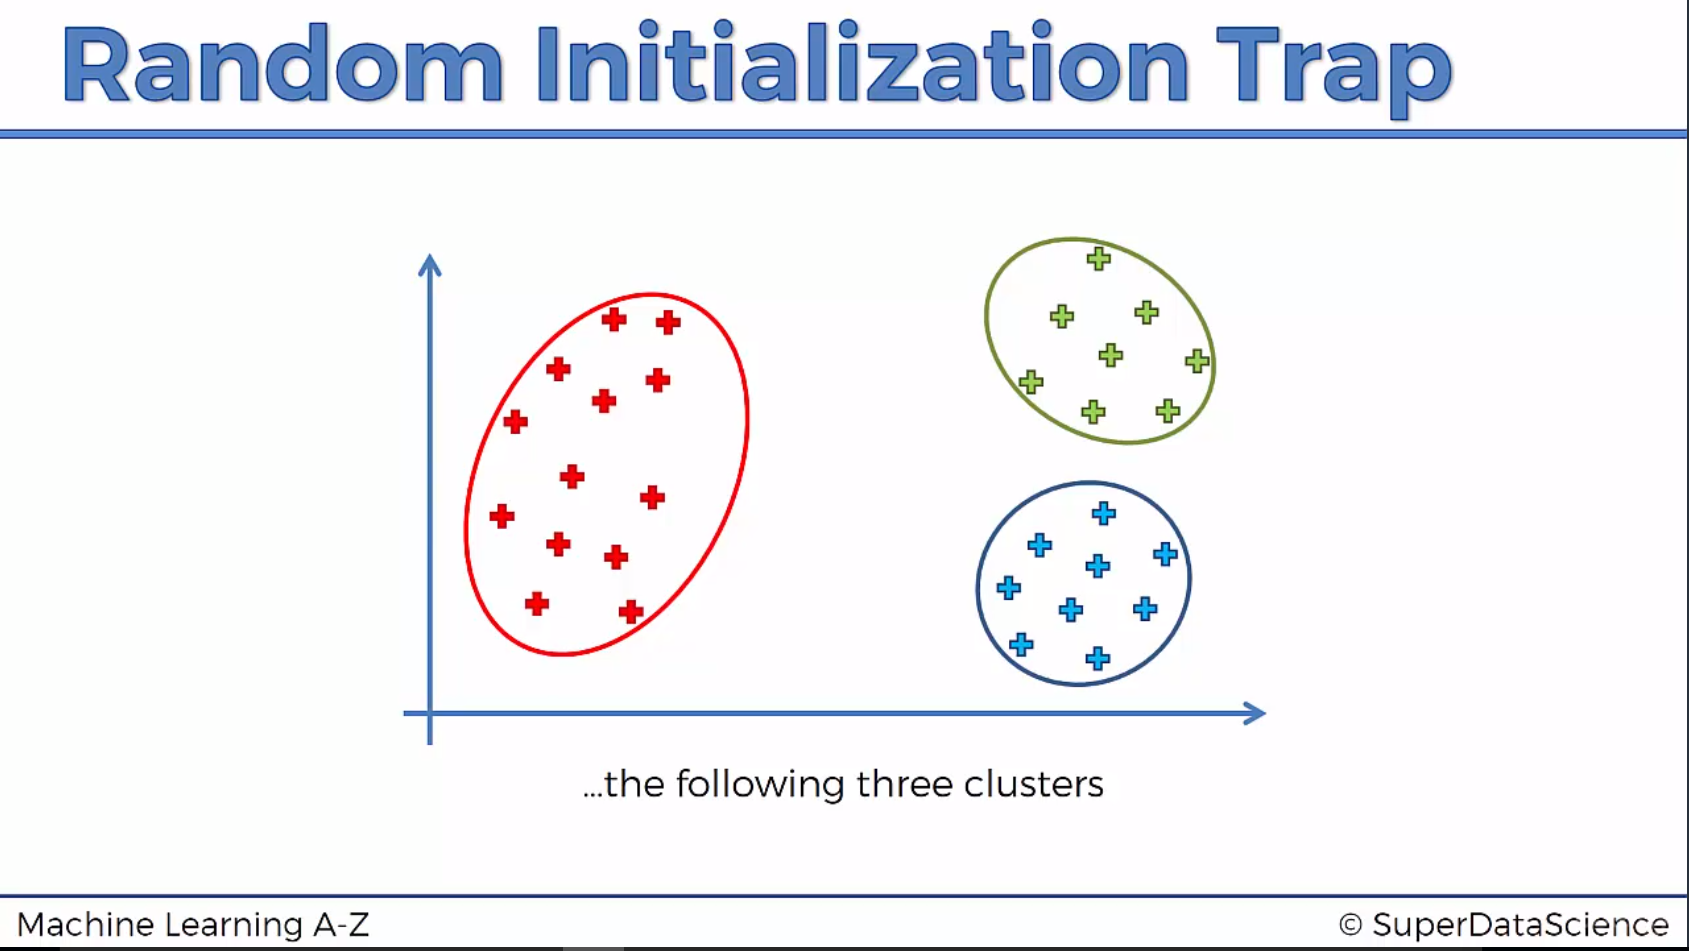 Random Initialization Trap
...the following three clusters
Machine Learning A-Z
© SuperDataScience